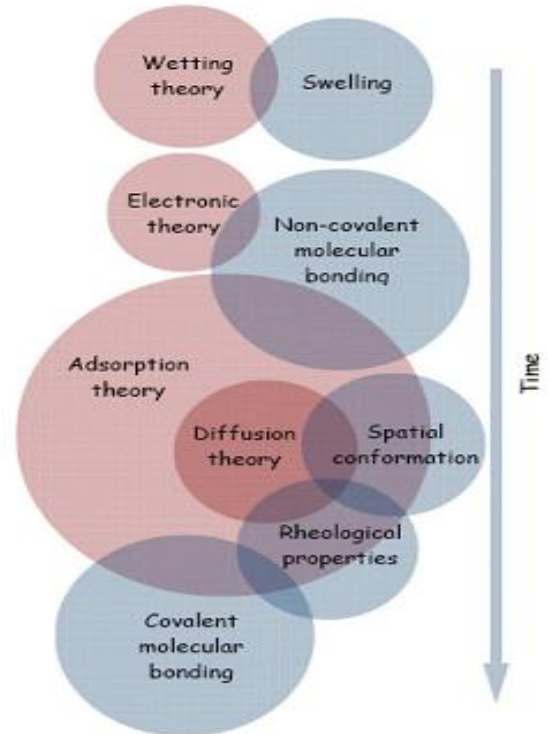 Wetting
theory
Swelling
Electronic
theory
Non-covalent
molecular
bonding
Adsorption
theory
Diffusion
theory
Spatial
conformation
Rheological
properties
Covalent
molecular
bonding
Time